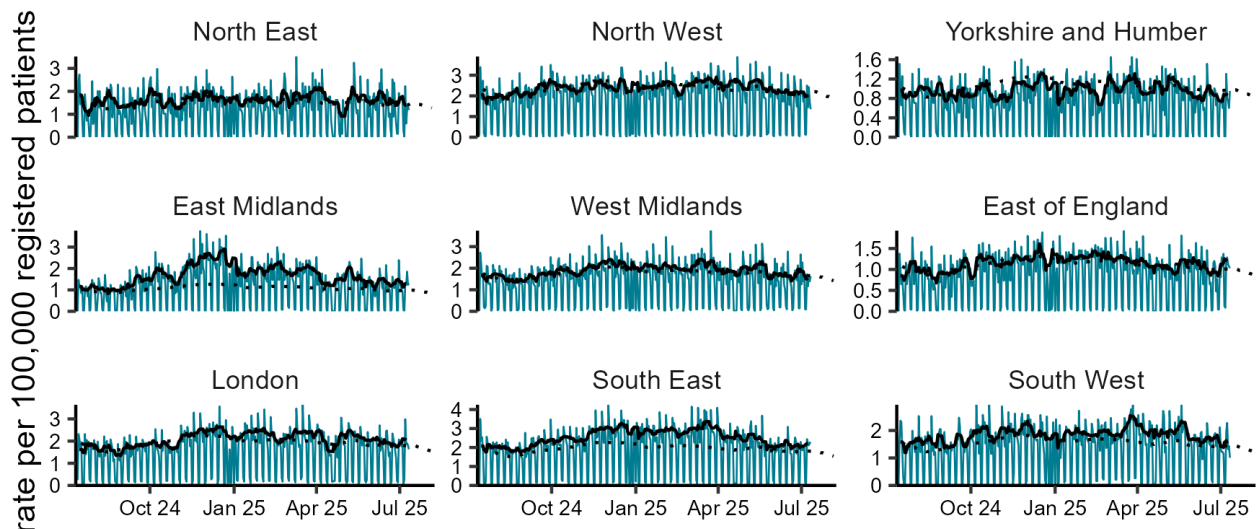 rate per 100,000 registered patients
North East
North West
Yorkshire and Humber
3
2
1
0
3
2
1
0
1.6
1.2
0.8
0.4
0.0
East Midlands
West Midlands
East of England
3
2
1
0
3
2
1
0
1.5
1.0
0.5
0.0
London
South East
South West
3
2
1
0
4
3
2
1
0
2
1
0
Oct 24 Jan 25 Apr 25 Jul 25
Oct 24 Jan 25 Apr 25 Jul 25
Oct 24 Jan 25 Apr 25 Jul 25